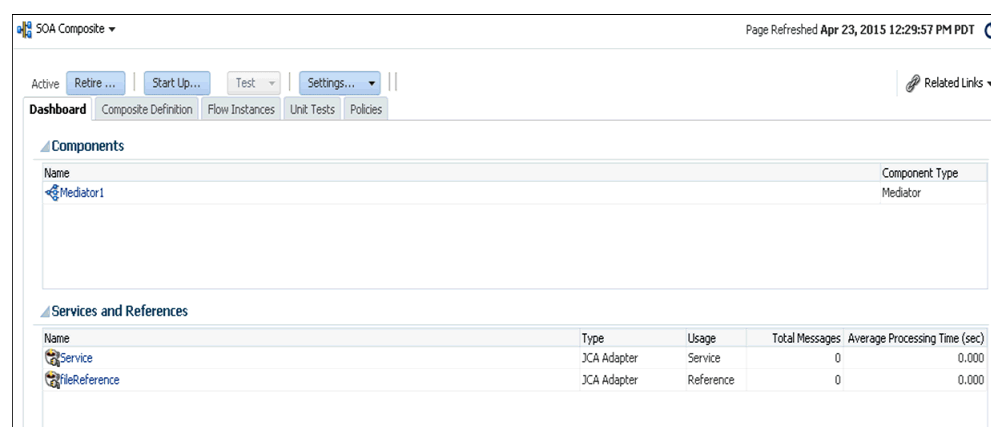 SOA Composite
Page Refreshed Apr 23, 2015 12:29:57 PM PDT
Active Retire ... Start Up... Test Settings... Related Links
Dashboard Composite Definition Flow Instances Unit Tests Policies
Components
Name Component Type
Mediator1 Mediator
Services and References
Name Type Usage Total Messages Average Processing Time (sec)
Service JCA Adapter Service 0 0.000
fileReference JCA Adapter Reference 0 0.000